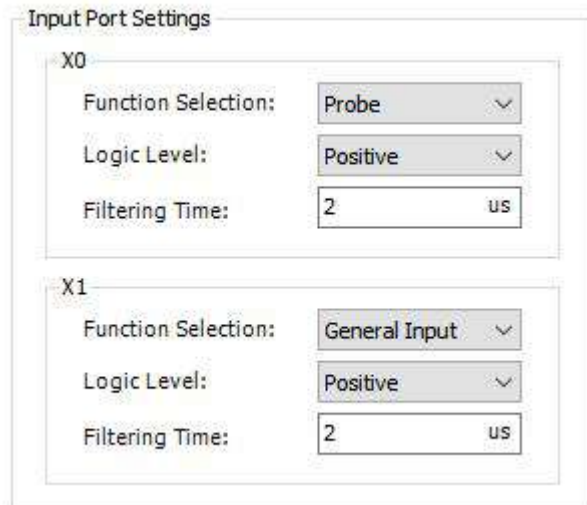 Input Port Settings
X0
Function Selection: Probe
Logic Level: Positive
Filtering Time: 2 us
X1
Function Selection: General Input
Logic Level: Positive
Filtering Time: 2 us